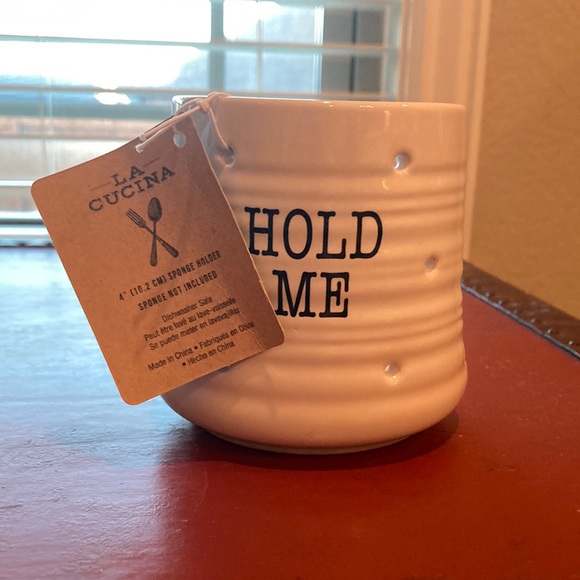 LA
CUCINA
4" (10.2 CM) SPONGE HOLDER
SPONGE NOT INCLUDED
Dishwasher Safe
Peut être lavé au lave-vaisselle
Se puede meter en lavavajillas
Made in China • Fabriqués en Chine
• Hecho en China
HOLD
ME